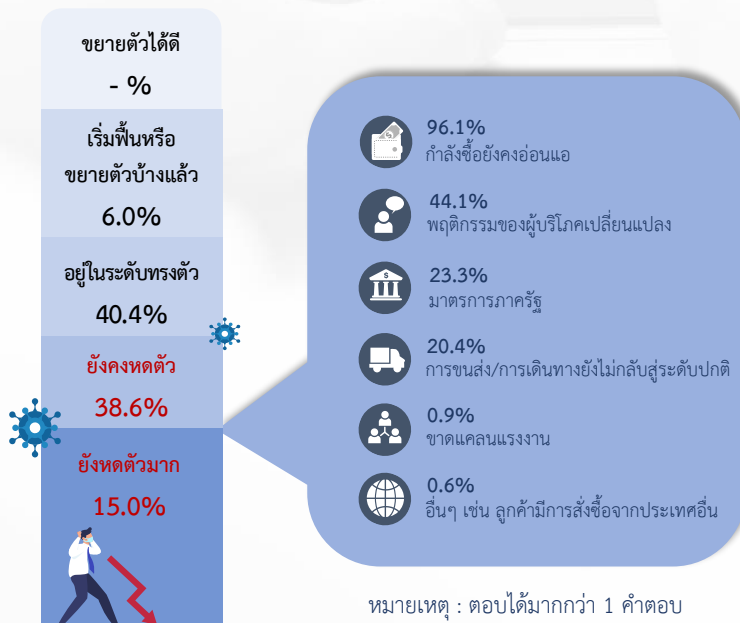 ขยายตัวได้ดี
- %
เริ่มฟื้นหรือ
ขยายตัวบ้างแล้ว
6.0%
อยู่ในระดับทรงตัว
40.4%
ยังคงหดตัว
38.6%
ยังหดตัวมาก
15.0%
96.1%
กำลังซื้อยังคงอ่อนแอ
44.1%
พฤติกรรมของผู้บริโภคเปลี่ยนแปลง
23.3%
มาตรการภาครัฐ
20.4%
การขนส่ง/การเดินทางยังไม่กลับสู่ระดับปกติ
0.9%
ขาดแคลนแรงงาน
0.6%
อื่นๆ เช่น ลูกค้ามีการสั่งซื้อจากประเทศอื่น
หมายเหตุ : ตอบได้มากกว่า 1 คำตอบ